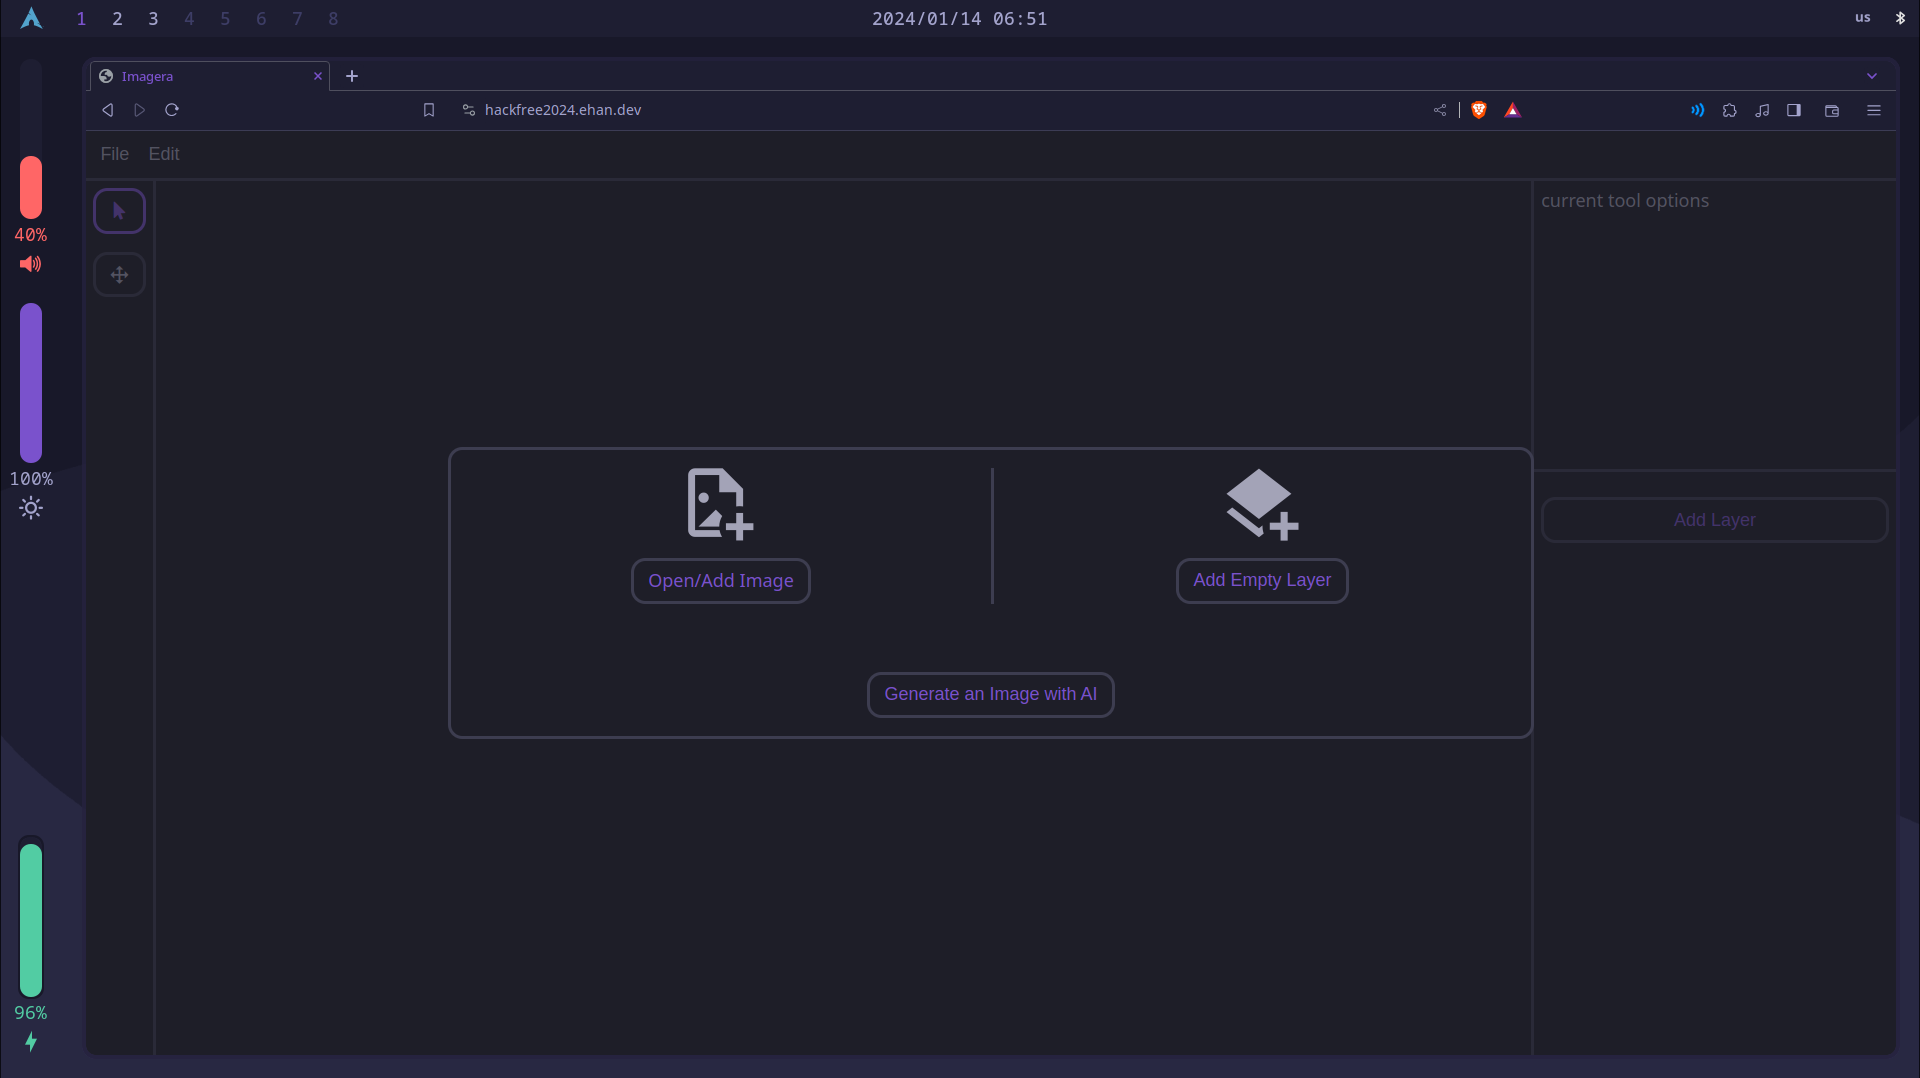 1 2 3 4 5 6 7 8
2024/01/14 06:51
us
Imagera
hackfree2024.ehan.dev
File Edit
current tool options
40%
100%
Open/Add Image
Add Empty Layer
Add Layer
Generate an Image with AI
96%